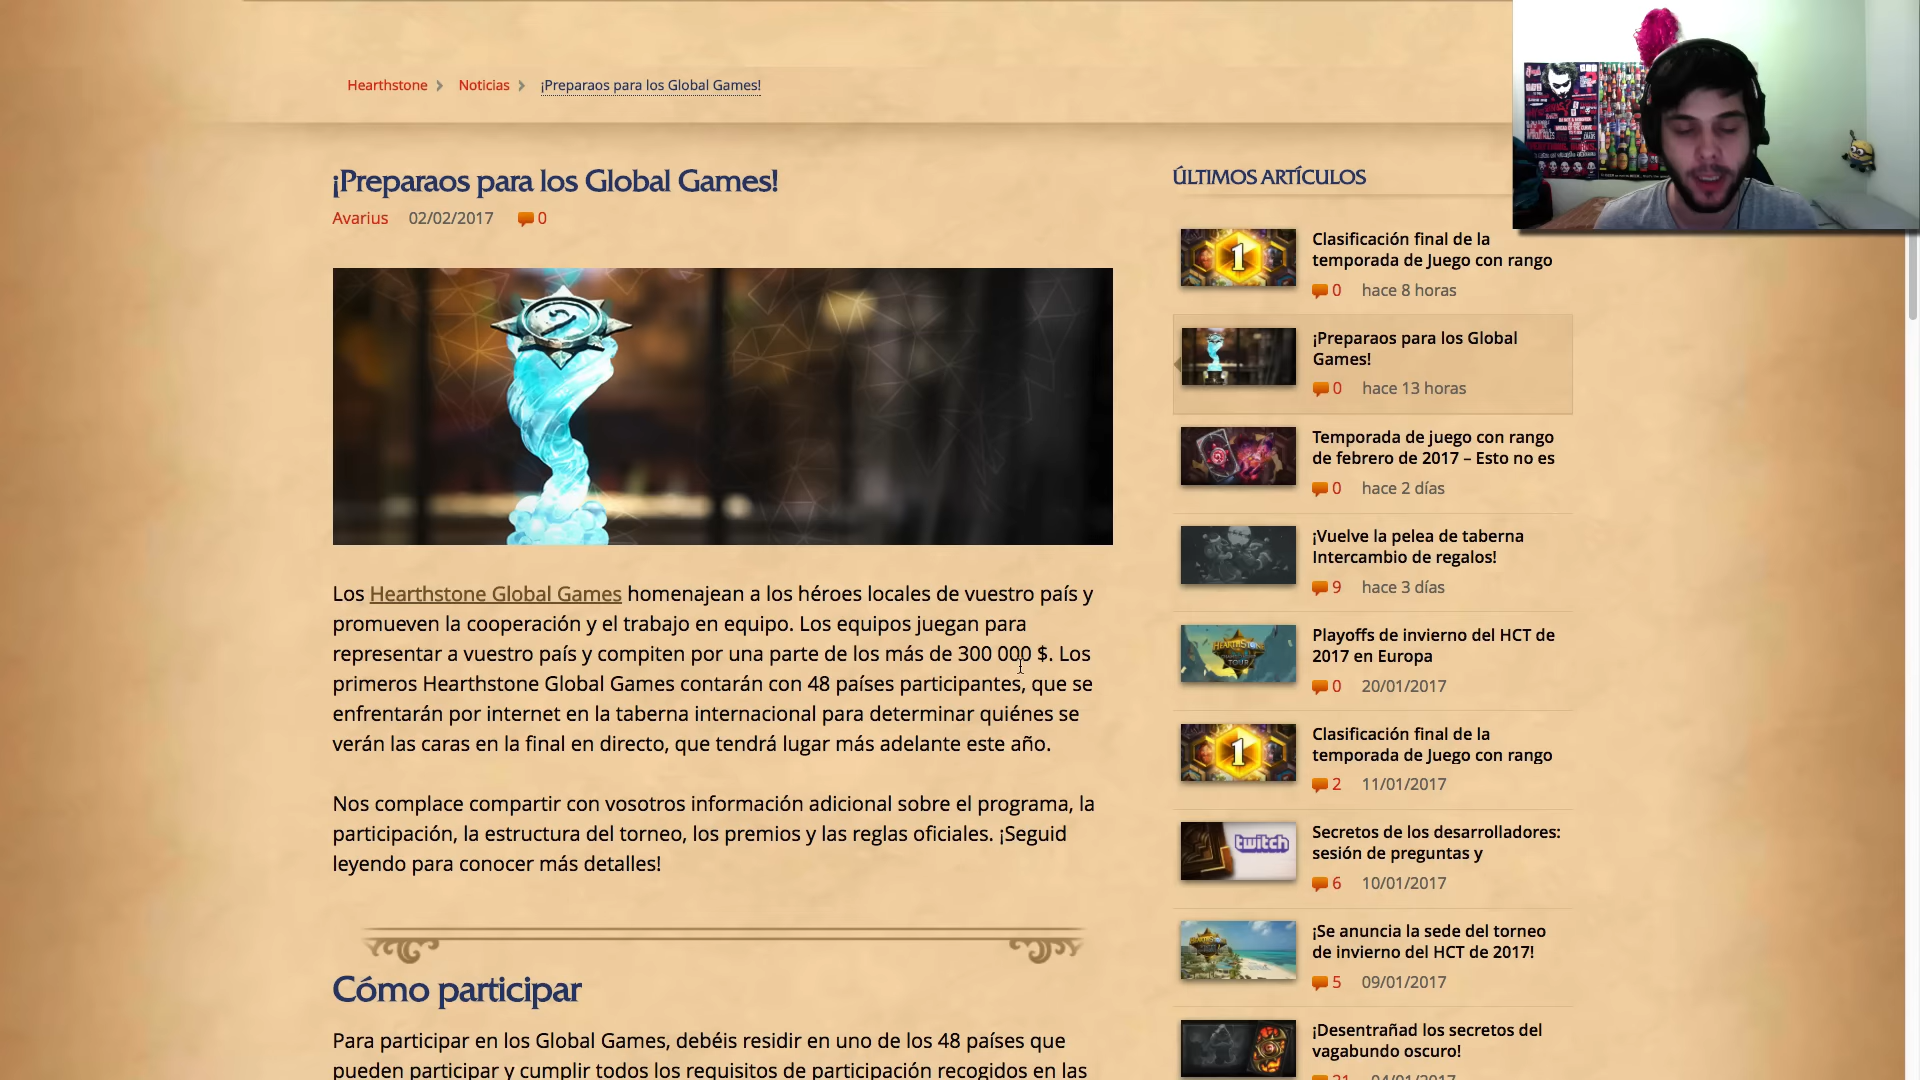 Hearthstone
Noticias
¡Preparaos para los Global Games!
¡Preparaos para los Global Games!
Avarius 02/02/2017 0
Los Hearthstone Global Games homenajean a los héroes locales de vuestro país y
promueven la cooperación y el trabajo en equipo. Los equipos juegan para
representar a vuestro país y compiten por una parte de los más de 300 000 $. Los
primeros Hearthstone Global Games contarán con 48 países participantes, que se
enfrentarán por internet en la taberna internacional para determinar quiénes se
verán las caras en la final en directo, que tendrá lugar más adelante este año.
Nos complace compartir con vosotros información adicional sobre el programa, la
participación, la estructura del torneo, los premios y las reglas oficiales. ¡Seguid
leyendo para conocer más detalles!
Cómo participar
Para participar en los Global Games, debéis residir en uno de los 48 países que
pueden participar y cumplir todos los requisitos de participación recogidos en las
ÚLTIMOS ARTÍCULOS
1
Clasificación final de la
temporada de Juego con rango
0 hace 8 horas
¡Preparaos para los Global
Games!
0 hace 13 horas
Temporada de juego con rango
de febrero de 2017 – Esto no es
0 hace 2 días
¡Vuelve la pelea de taberna
Intercambio de regalos!
9 hace 3 días
HEARTHSTONE
TOUR
Playoffs de invierno del HCT de
2017 en Europa
0 20/01/2017
1
Clasificación final de la
temporada de Juego con rango
2 11/01/2017
twitch
Secretos de los desarrolladores:
sesión de preguntas y
6 10/01/2017
¡Se anuncia la sede del torneo
de invierno del HCT de 2017!
5 09/01/2017
¡Desentrañad los secretos del
vagabundo oscuro!
21 04/01/2017